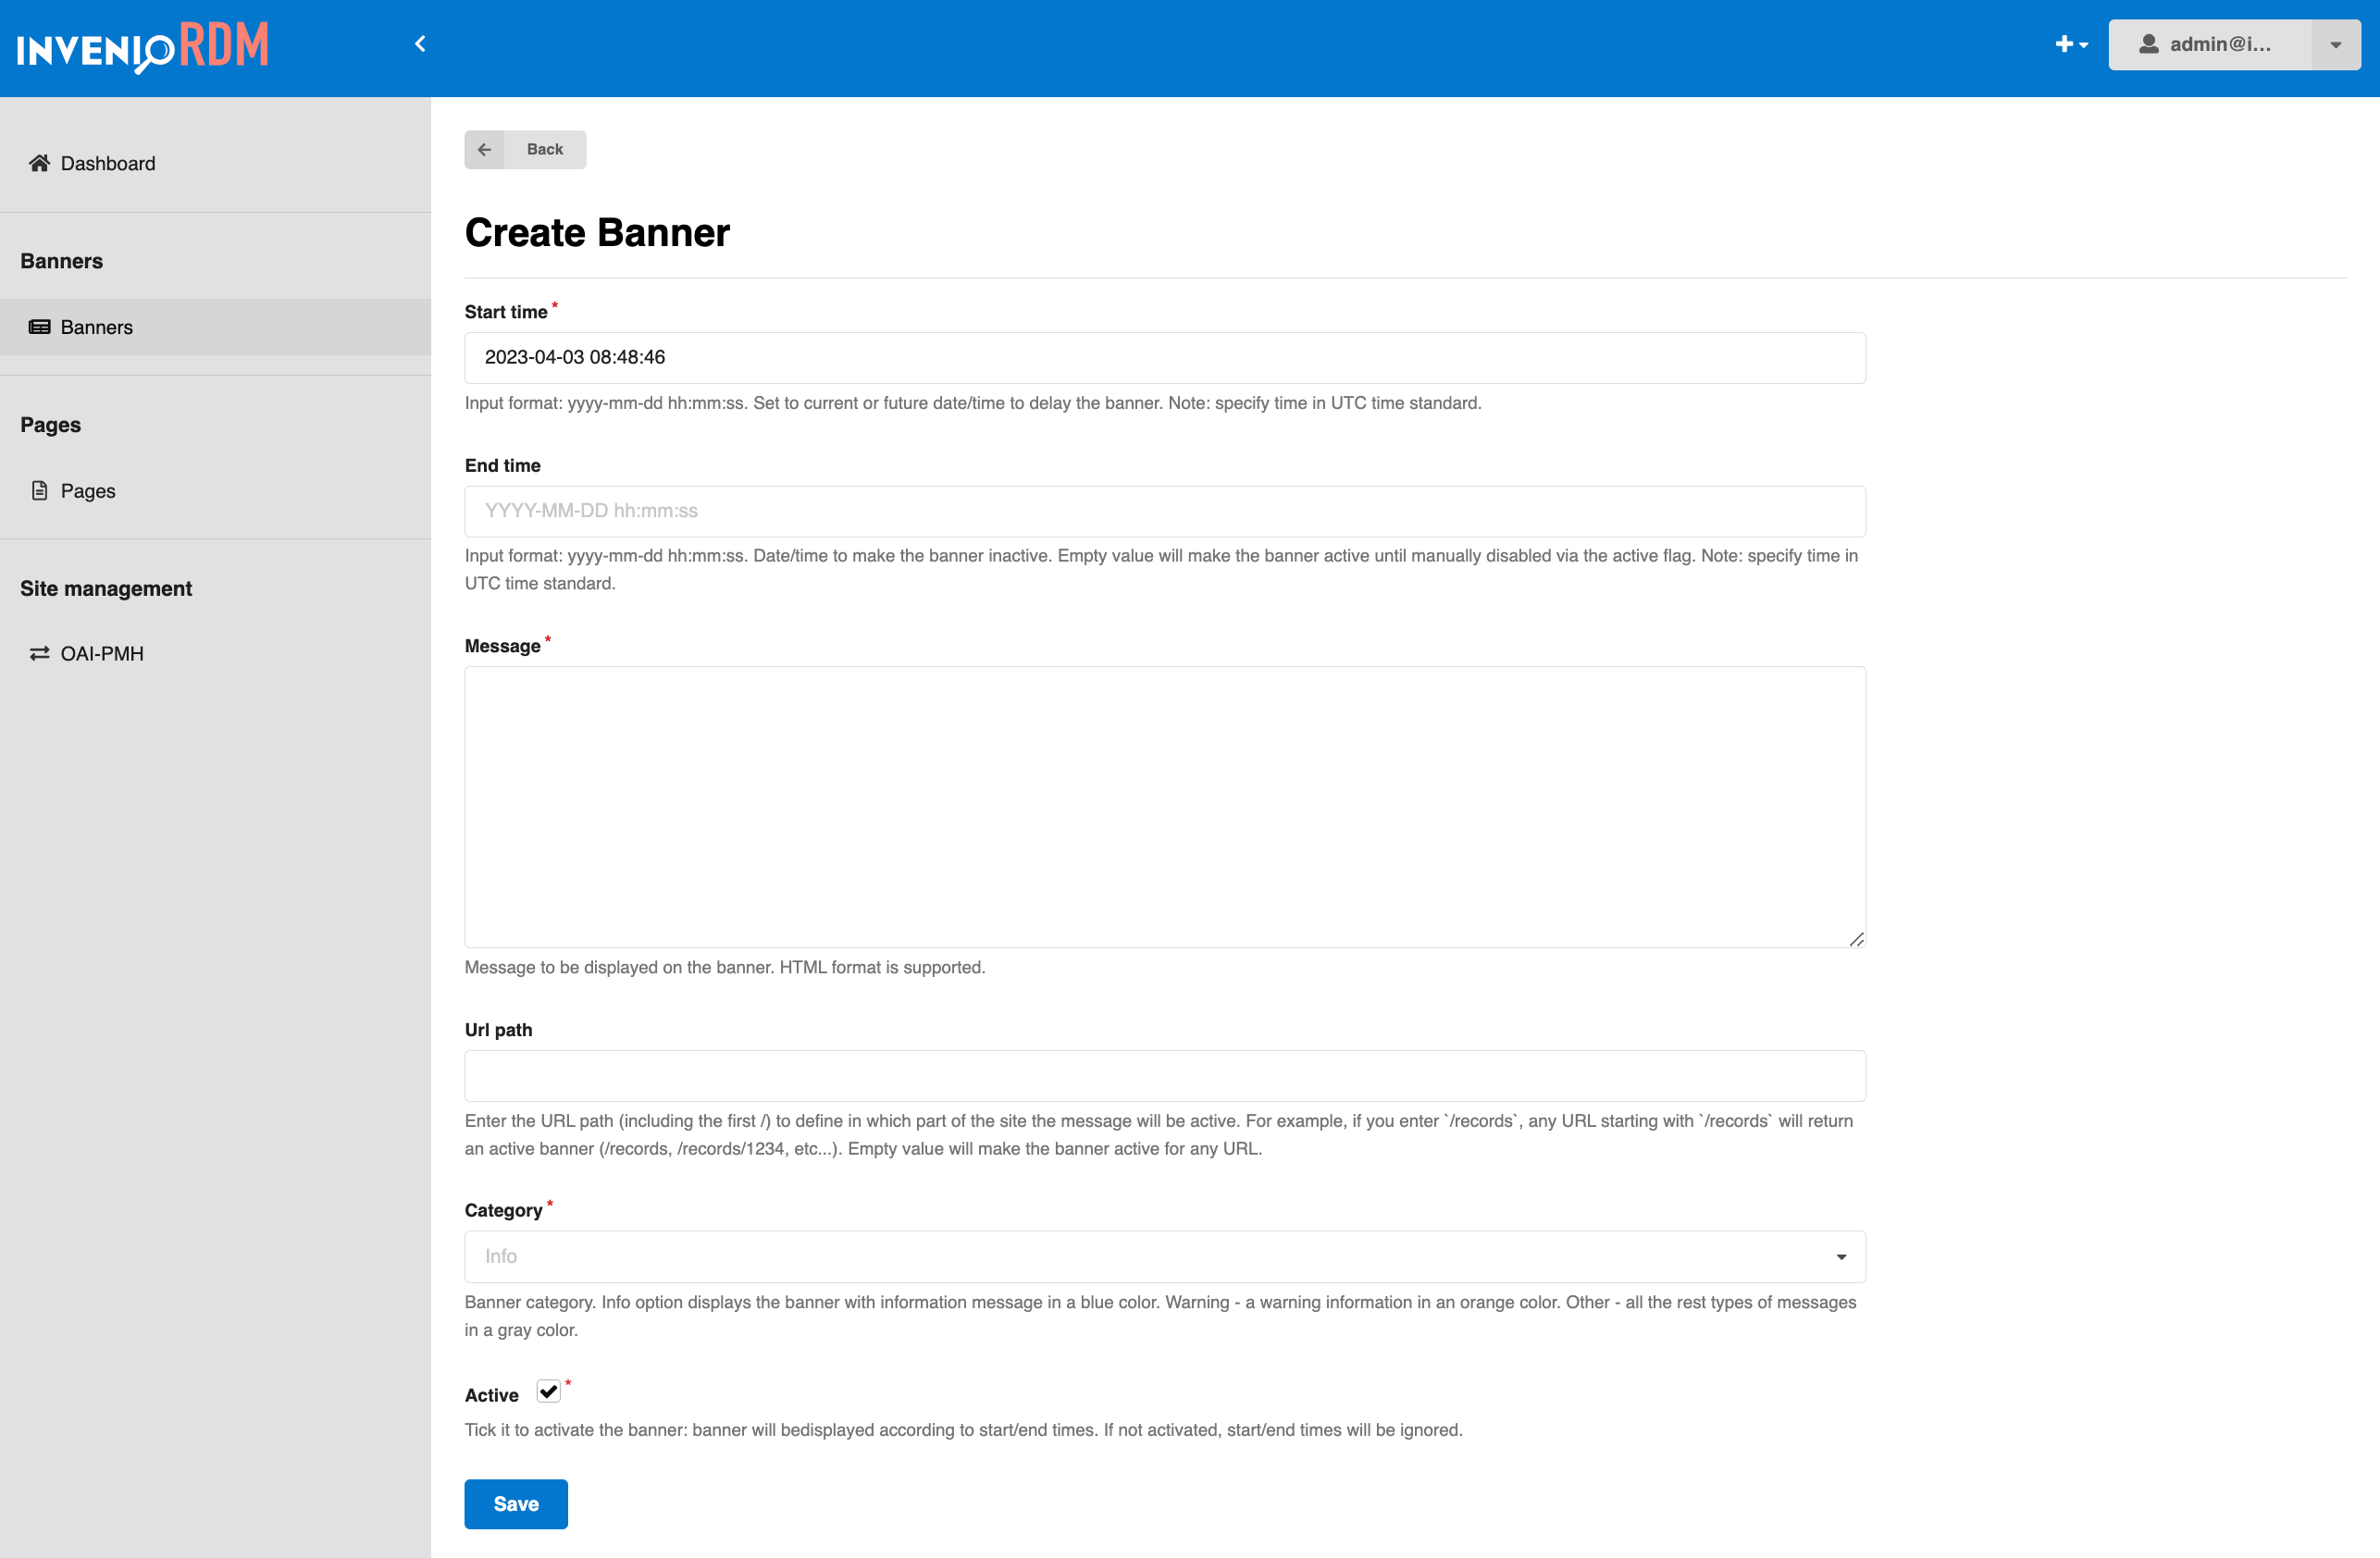 INVENIO RDM
admin@i...
Dashboard
Banners
Banners
Pages
Pages
Site management
OAI-PMH
Back
Create Banner
Start time *
2023-04-03 08:48:46
Input format: yyyy-mm-dd hh:mm:ss. Set to current or future date/time to delay the banner. Note: specify time in UTC time standard.
End time
YYYY-MM-DD hh:mm:ss
Input format: yyyy-mm-dd hh:mm:ss. Date/time to make the banner inactive. Empty value will make the banner active until manually disabled via the active flag. Note: specify time in
UTC time standard.
Message *
Message to be displayed on the banner. HTML format is supported.
Url path
Enter the URL path (including the first /) to define in which part of the site the message will be active. For example, if you enter `/records`, any URL starting with `/records` will return
an active banner (/records, /records/1234, etc...). Empty value will make the banner active for any URL.
Category *
Info
Banner category. Info option displays the banner with information message in a blue color. Warning - a warning information in an orange color. Other - all the rest types of messages
in a gray color.
Active *
Tick it to activate the banner: banner will bedisplayed according to start/end times. If not activated, start/end times will be ignored.
Save